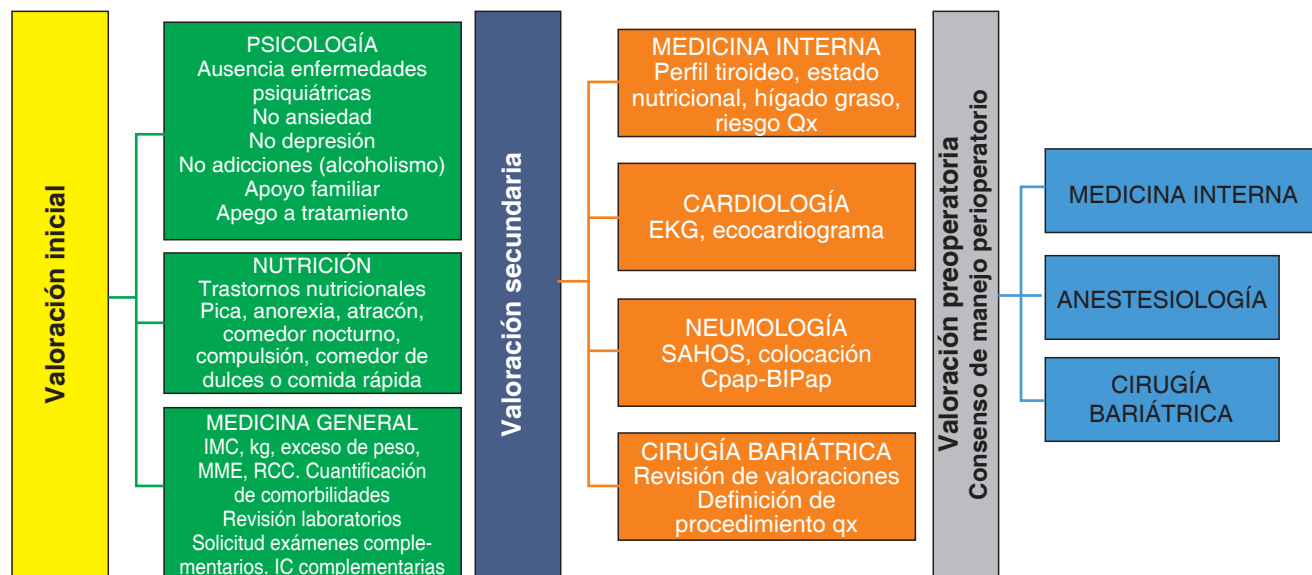 Valoración inicial
PSICOLOGÍA
Ausencia enfermedades
psiquiátricas
No ansiedad
No depresión
No adicciones (alcoholismo)
Apoyo familiar
Apego a tratamiento
NUTRICIÓN
Trastornos nutricionales
Pica, anorexia, atracón,
comedor nocturno,
compulsión, comedor de
dulces o comida rápida
MEDICINA GENERAL
IMC, kg, exceso de peso,
MME, RCC. Cuantificación
de comorbilidades
Revisión laboratorios
Solicitud exámenes comple-
mentarios. IC complementarias
Valoración secundaria
MEDICINA INTERNA
Perfil tiroideo, estado
nutricional, hígado graso,
riesgo Qx
CARDIOLOGÍA
EKG, ecocardiograma
NEUMOLOGÍA
SAHOS, colocación
Cpap-BIPap
CIRUGÍA BARIÁTRICA
Revisión de valoraciones
Definición de
procedimiento qx
Valoración preoperatoria
Consenso de manejo perioperatorio
MEDICINA INTERNA
ANESTESIOLOGÍA
CIRUGÍA
BARIÁTRICA